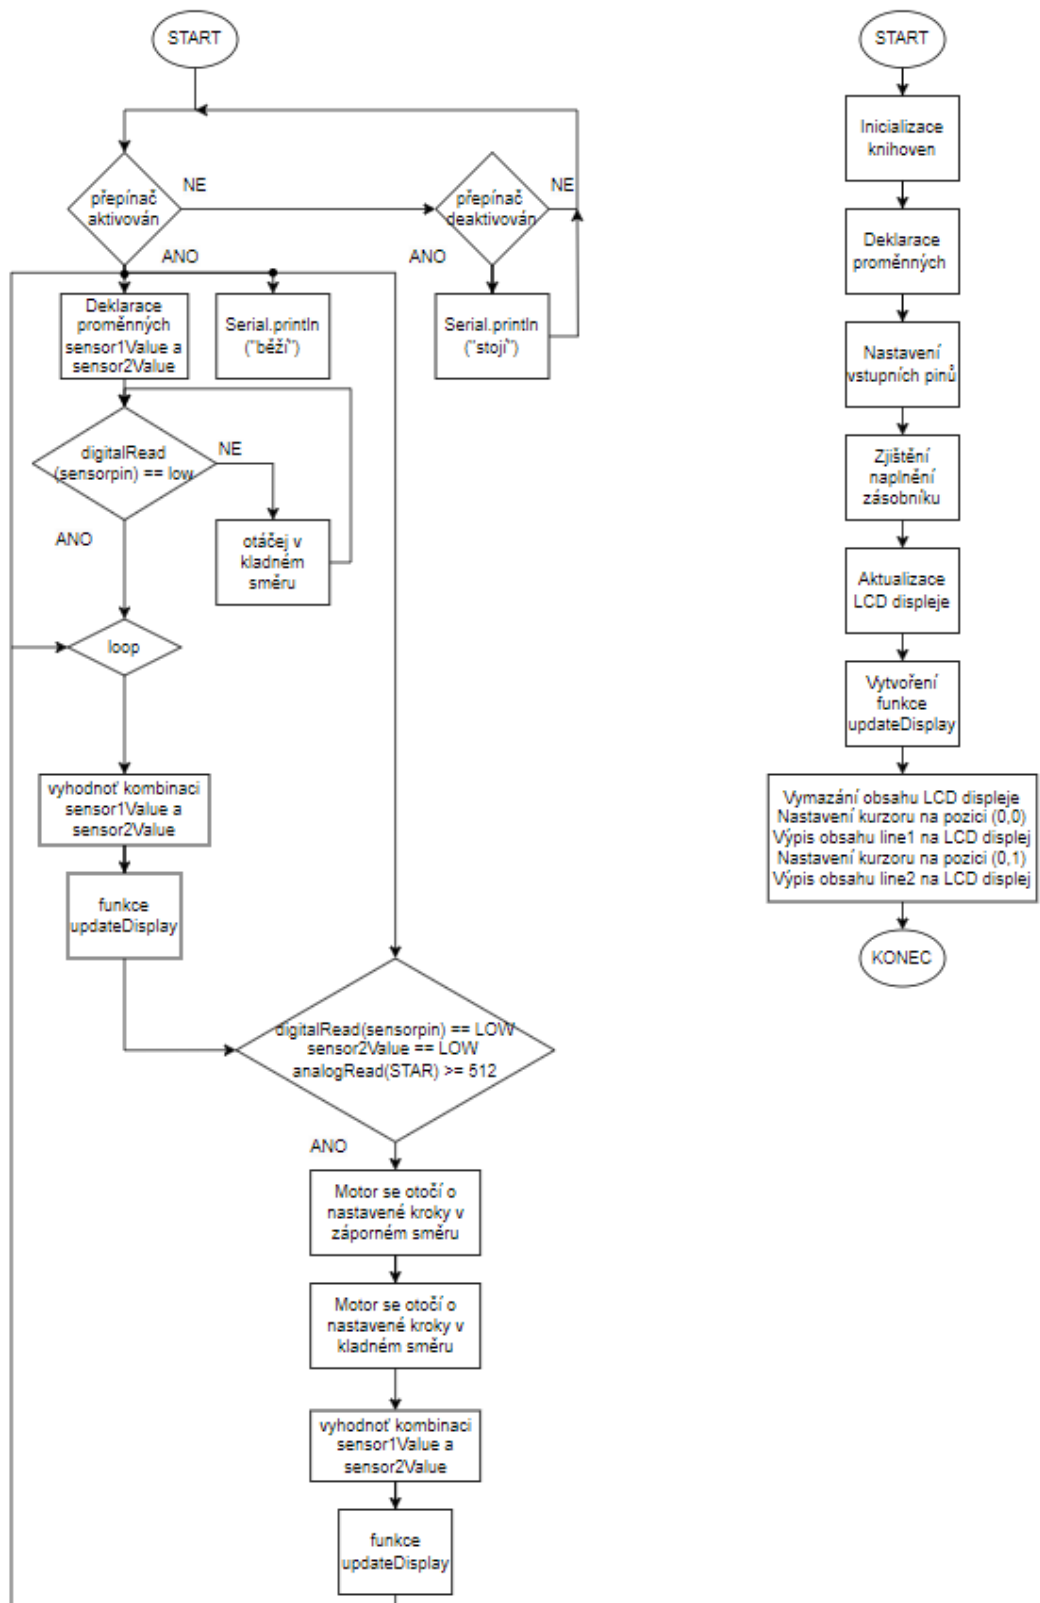 START
přepínač
aktivován
NE
ANO
přepínač
deaktivován
NE
ANO
Deklarace
proměnných
sensor1Value a
sensor2Value
Serial.println
("běží")
Serial.println
("stojí")
digitalRead
(sensorpin) == low
NE
ANO
otáčej v
kladném
směru
loop
vyhodnoť kombinaci
sensor1Value a
sensor2Value
funkce
updateDisplay
digitalRead(sensorpin) == LOW
sensor2Value == LOW
analogRead(STAR) >= 512
ANO
Motor se otočí o
nastavené kroky v
záporném směru
Motor se otočí o
nastavené kroky v
kladném směru
vyhodnoť kombinaci
sensor1Value a
sensor2Value
funkce
updateDisplay
START
Inicializace
knihoven
Deklarace
proměnných
Nastavení
vstupních pinů
Zjištění
naplnění
zásobníku
Aktualizace
LCD displeje
Vytvoření
funkce
updateDisplay
Vymazání obsahu LCD displeje
Nastavení kurzoru na pozici (0,0)
Výpis obsahu line1 na LCD displej
Nastavení kurzoru na pozici (0,1)
Výpis obsahu line2 na LCD displej
KONEC